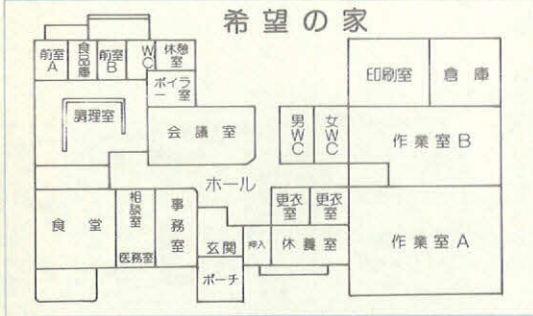 希望の家
前室A
食品庫
前室B
WC
休憩室
ボイラー室
調理室
会議室
男WC
女WC
印刷室
倉庫
作業室B
ホール
食堂
相談室
医務室
事務室
玄関
ポーチ
押入
更衣室
更衣室
休養室
作業室A